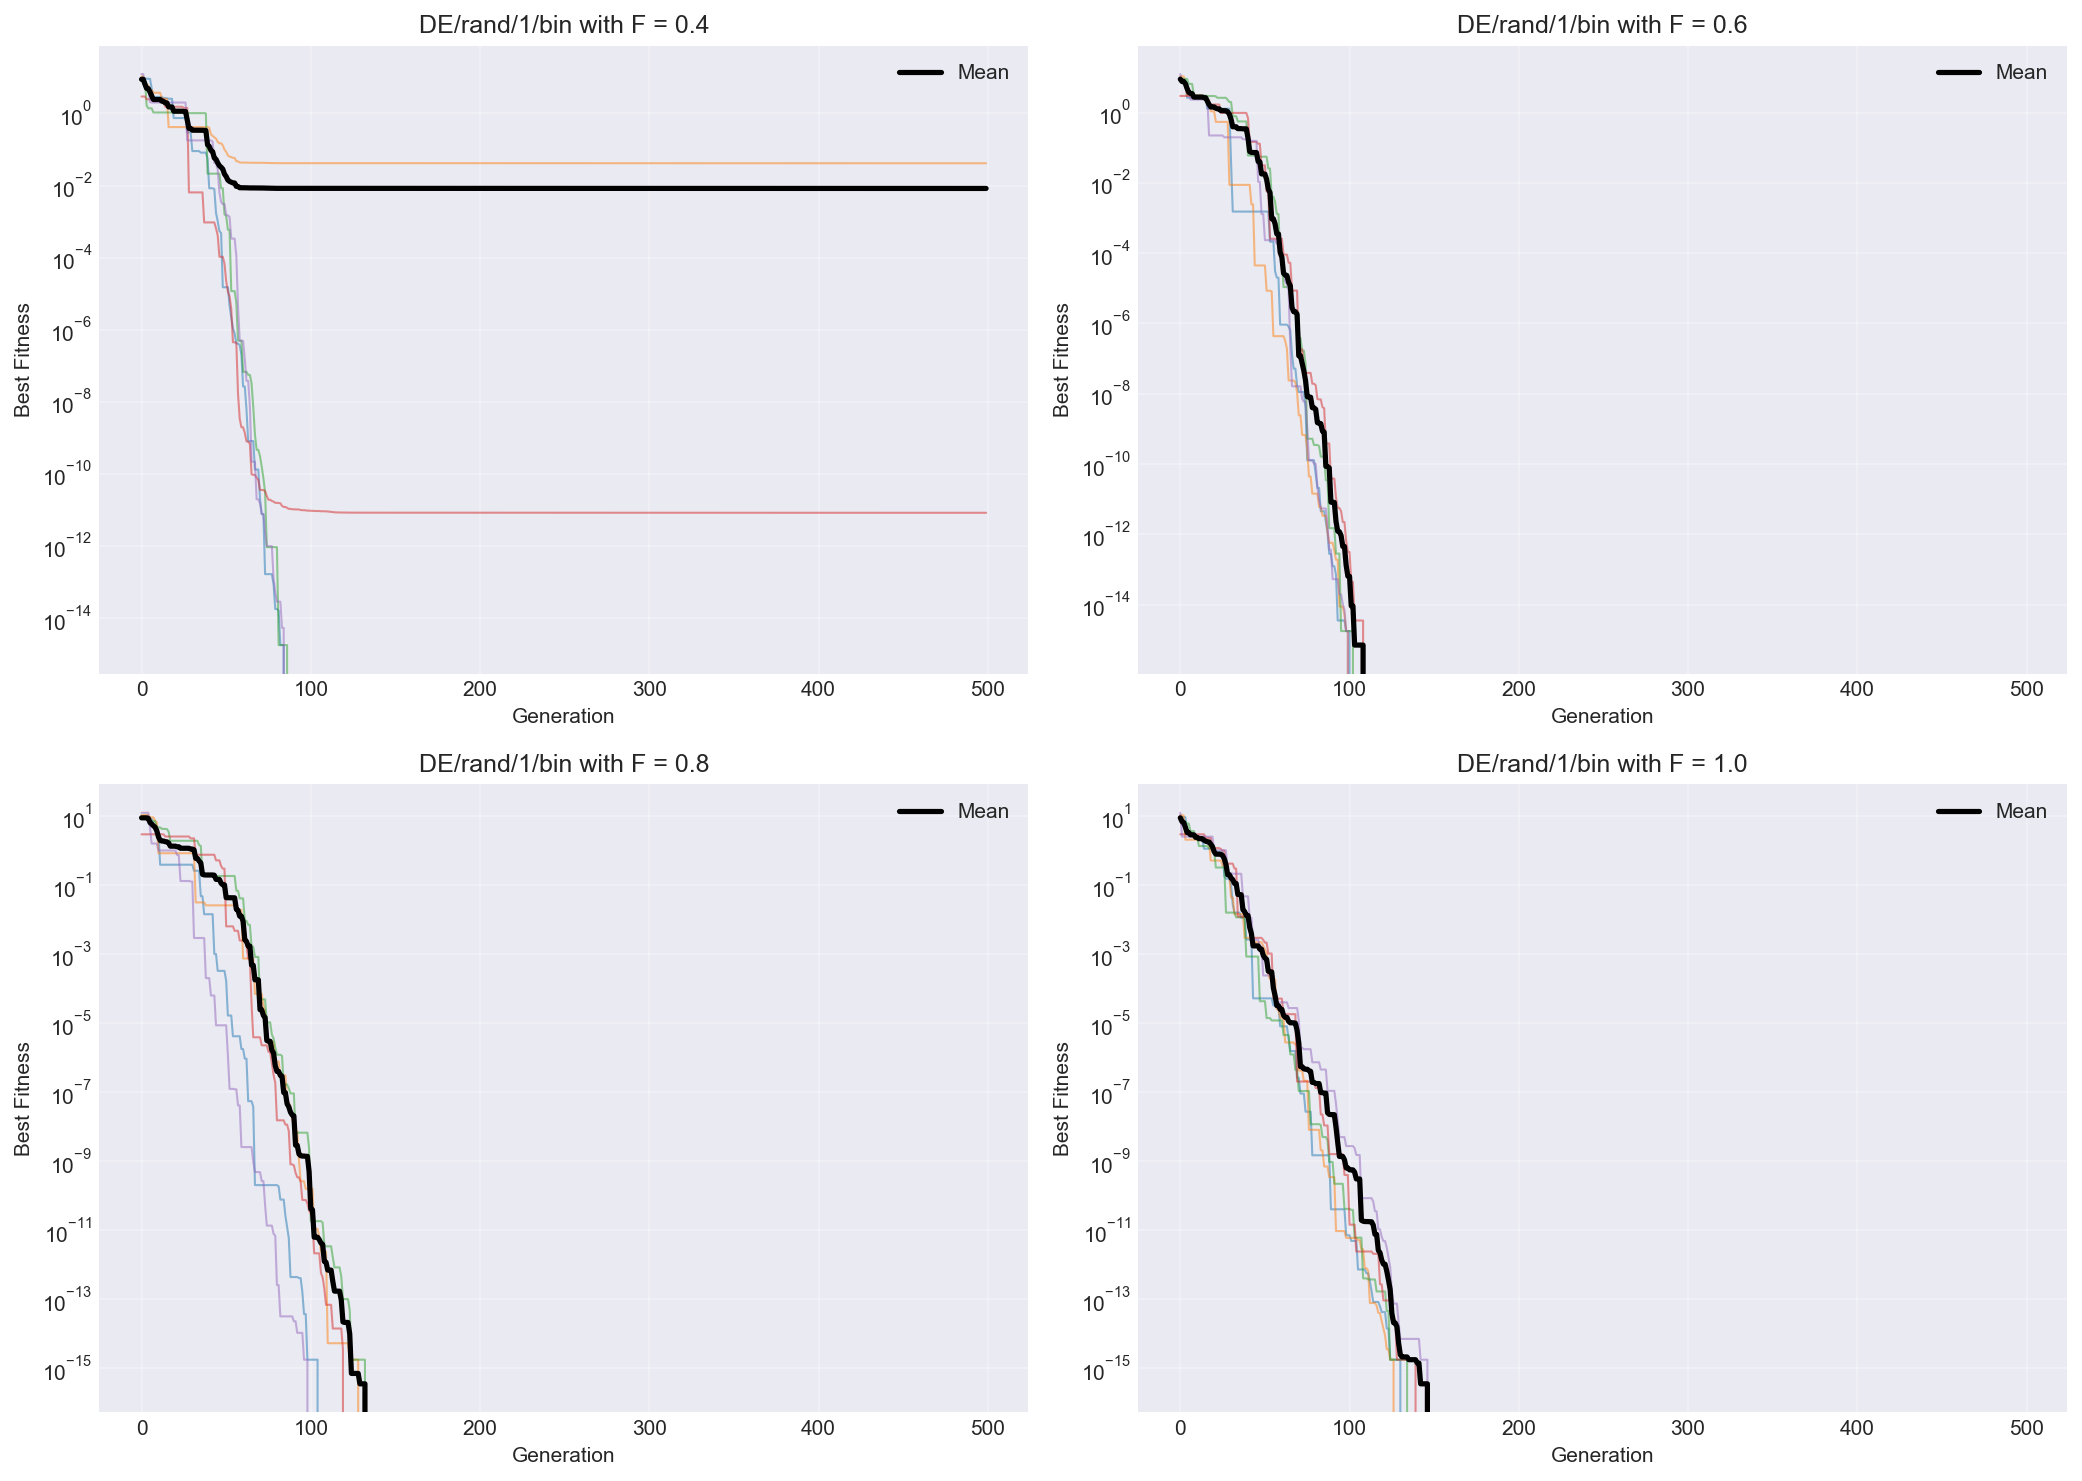 DE/rand/1/bin with F = 0.4
Mean
10^0
10^−2
10^−4
10^−6
10^−8
10^−10
10^−12
10^−14
Best Fitness
0 100 200 300 400 500
Generation
DE/rand/1/bin with F = 0.6
Mean
10^0
10^−2
10^−4
10^−6
10^−8
10^−10
10^−12
10^−14
Best Fitness
0 100 200 300 400 500
Generation
DE/rand/1/bin with F = 0.8
Mean
10^1
10^−1
10^−3
10^−5
10^−7
10^−9
10^−11
10^−13
10^−15
Best Fitness
0 100 200 300 400 500
Generation
DE/rand/1/bin with F = 1.0
Mean
10^1
10^−1
10^−3
10^−5
10^−7
10^−9
10^−11
10^−13
10^−15
Best Fitness
0 100 200 300 400 500
Generation